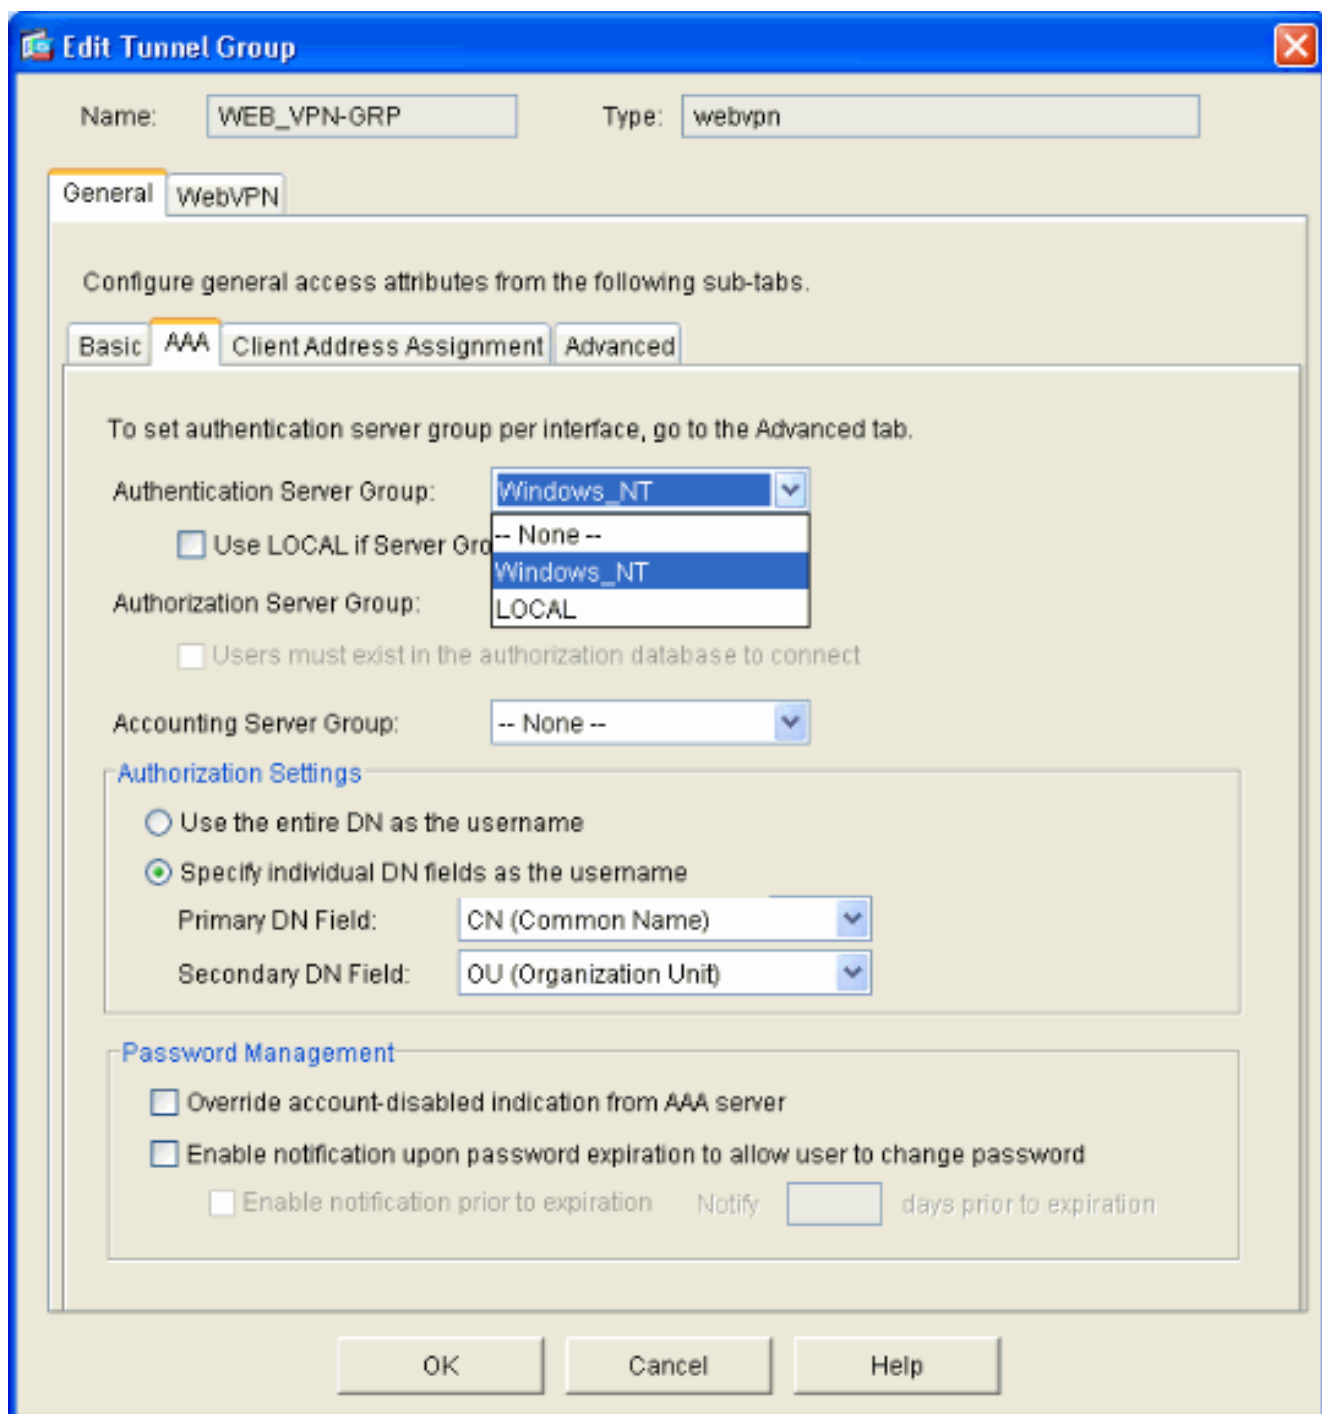 Edit Tunnel Group
Name: WEB_VPN-GRP Type: webvpn
General WebVPN
Configure general access attributes from the following sub-tabs.
Basic AAA Client Address Assignment Advanced
To set authentication server group per interface, go to the Advanced tab.
Authentication Server Group: Windows_NT
-- None --
Use LOCAL if Server Gro
Windows_NT
Authorization Server Group:
LOCAL
Users must exist in the authorization database to connect
Accounting Server Group: -- None --
Authorization Settings
Use the entire DN as the username
Specify individual DN fields as the username
Primary DN Field: CN (Common Name)
Secondary DN Field: OU (Organization Unit)
Password Management
Override account-disabled indication from AAA server
Enable notification upon password expiration to allow user to change password
Enable notification prior to expiration Notify days prior to expiration
OK Cancel Help